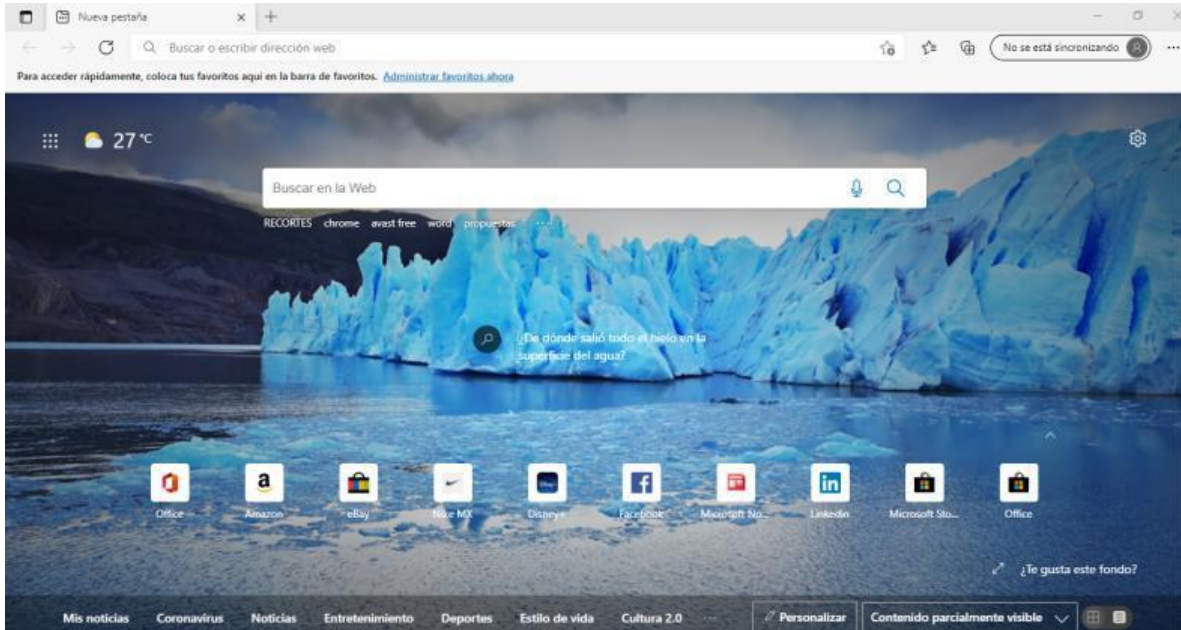 Nueva pestaña
Buscar o escribir dirección web
No se está sincronizando
Para acceder rápidamente, coloca tus favoritos aquí en la barra de favoritos. Administrar favoritos ahora
27 °C
Buscar en la Web
RECORTES chrome avast free word propuestas
¿De dónde salió todo el hielo en la
superficie del agua?
Office Amazon eBay Nike MX Disney+ Facebook Microsoft No... LinkedIn Microsoft Sto... Office
¿Te gusta este fondo?
Mis noticias Coronavirus Noticias Entretenimiento Deportes Estilo de vida Cultura 2.0 ... Personalizar Contenido parcialmente visible